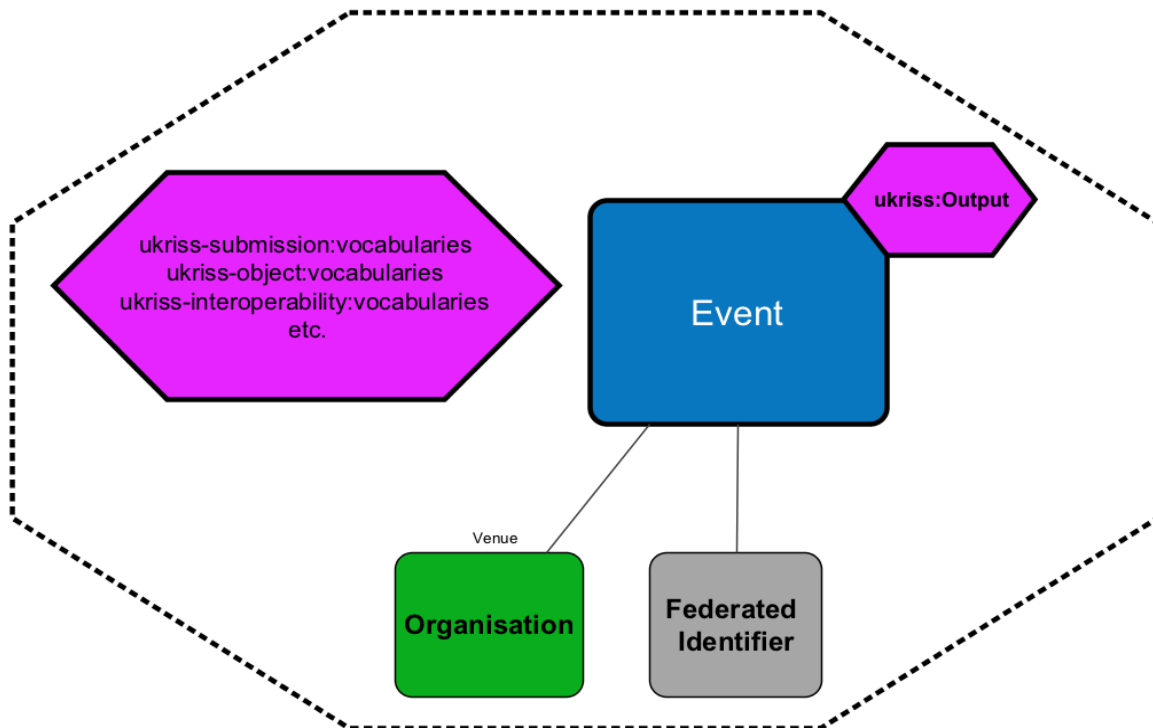 ukriss:Output
ukriss-submission:vocabularies
ukriss-object:vocabularies
ukriss-interoperability:vocabularies
etc.
Event
Venue
Organisation
Federated
Identifier